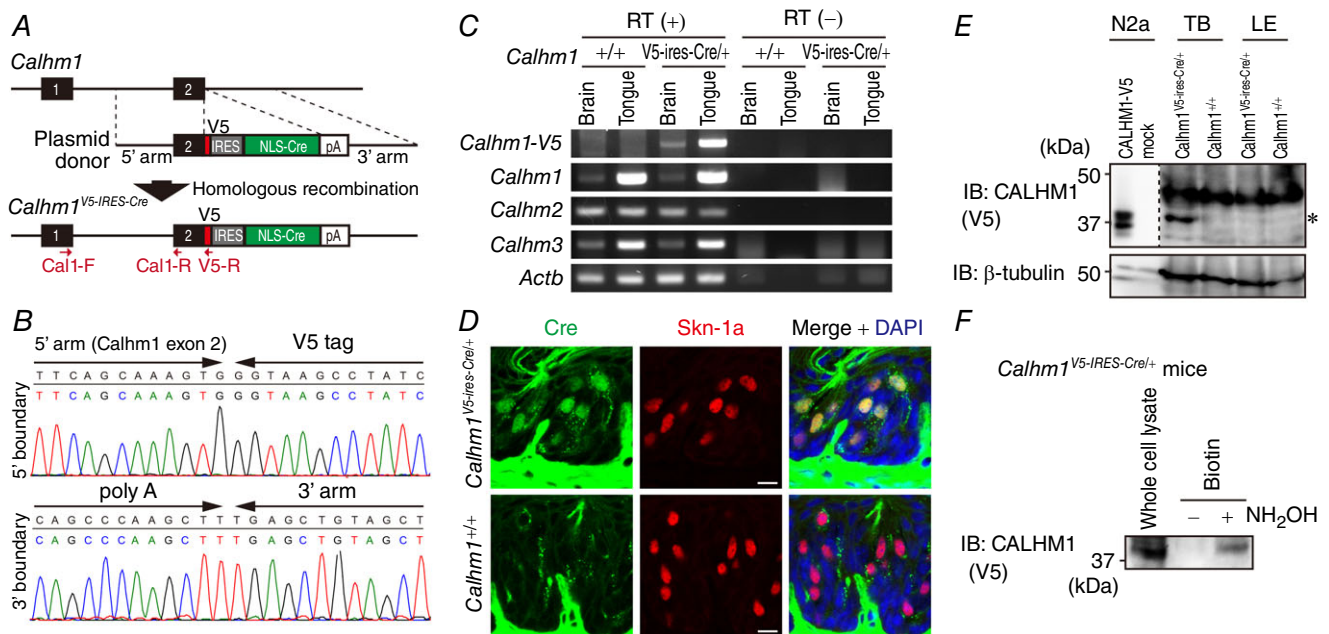 A
Calhm1
1
2
V5
Plasmid donor
5' arm
2
IRES
NLS-Cre
pA
3' arm
Homologous recombination
Calhm1V5-IRES-Cre
V5
1
2
IRES
NLS-Cre
pA
Cal1-F
Cal1-R
V5-R
B
5' arm (Calhm1 exon 2)
V5 tag
T T C A G C A A A G T G G G T A A G C C T A T C
T T C A G C A A A G T G G G T A A G C C T A T C
5' boundary
poly A
3' arm
C A G C C C A A G C T T T G A G C T G T A G C T
C A G C C C A A G C T T T G A G C T G T A G C T
3' boundary
C
RT (+)
RT (−)
Calhm1
+/+
V5-ires-Cre/+
+/+
V5-ires-Cre/+
Brain
Tongue
Brain
Tongue
Brain
Tongue
Brain
Tongue
Calhm1-V5
Calhm1
Calhm2
Calhm3
Actb
D
Cre
Skn-1a
Merge + DAPI
Calhm1V5-ires-Cre/+
Calhm1+/+
E
N2a
TB
LE
CALHM1-V5
mock
Calhm1V5-ires-Cre/+
Calhm1+/+
Calhm1V5-ires-Cre/+
Calhm1+/+
(kDa)
50
IB: CALHM1
(V5)
37
*
IB: β-tubulin
50
F
Calhm1V5-IRES-Cre/+ mice
Whole cell lysate
Biotin
−
+
NH2OH
IB: CALHM1
(V5)
37
(kDa)